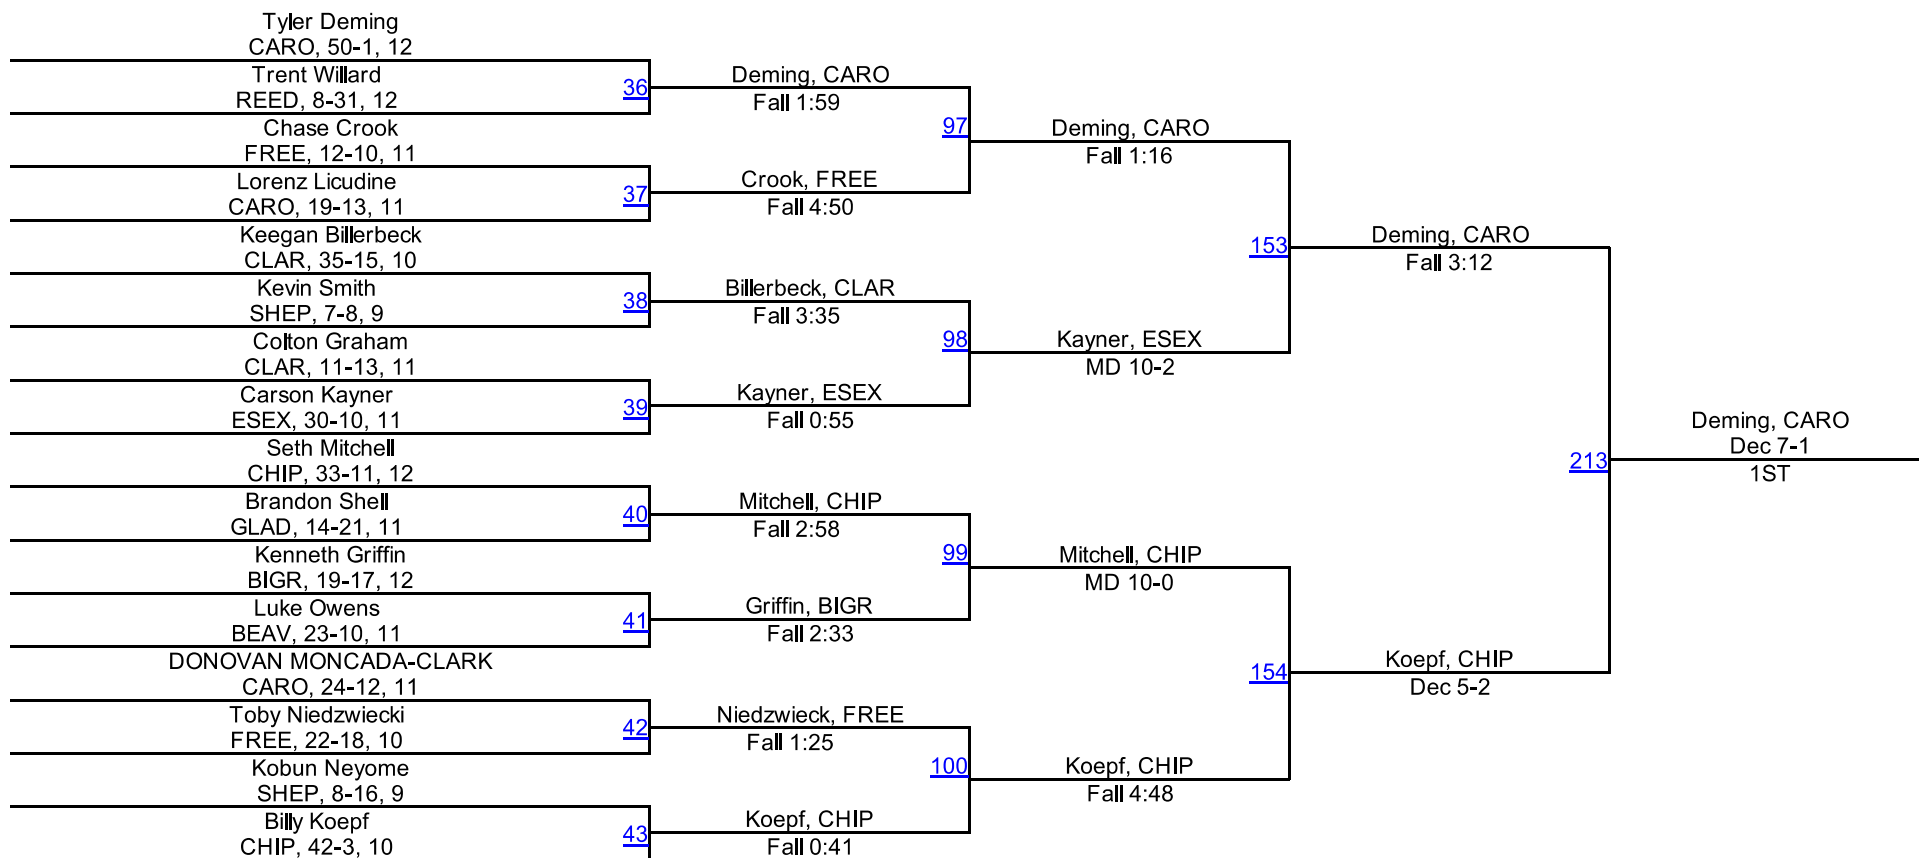 Tyler Deming
CARO, 50-1, 12
Trent Willard
REED, 8-31, 12
36
Chase Crook
FREE, 12-10, 11
Lorenz Licudine
CARO, 19-13, 11
37
Keegan Billerbeck
CLAR, 35-15, 10
Kevin Smith
SHEP, 7-8, 9
38
Colton Graham
CLAR, 11-13, 11
Carson Kayner
ESEX, 30-10, 11
39
Seth Mitchell
CHIP, 33-11, 12
Brandon Shell
GLAD, 14-21, 11
40
Kenneth Griffin
BIGR, 19-17, 12
Luke Owens
BEAV, 23-10, 11
41
DONOVAN MONCADA-CLARK
CARO, 24-12, 11
Toby Niedzwiecki
FREE, 22-18, 10
42
Kobun Neyome
SHEP, 8-16, 9
Billy Koepf
CHIP, 42-3, 10
43
Deming, CARO
Fall 1:59
97
Crook, FREE
Fall 4:50
Billerbeck, CLAR
Fall 3:35
98
Kayner, ESEX
Fall 0:55
Mitchell, CHIP
Fall 2:58
99
Griffin, BIGR
Fall 2:33
Niedzwieck, FREE
Fall 1:25
100
Koepf, CHIP
Fall 0:41
Deming, CARO
Fall 1:16
153
Kayner, ESEX
MD 10-2
Mitchell, CHIP
MD 10-0
154
Koepf, CHIP
Fall 4:48
Deming, CARO
Fall 3:12
213
Koepf, CHIP
Dec 5-2
Deming, CARO
Dec 7-1
1ST